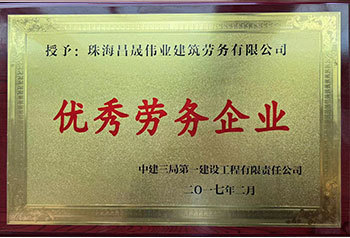 授予：珠海昌晟伟业建筑劳务有限公司
优秀劳务企业
中建三局第一建设工程有限责任公司
二〇一七年二月